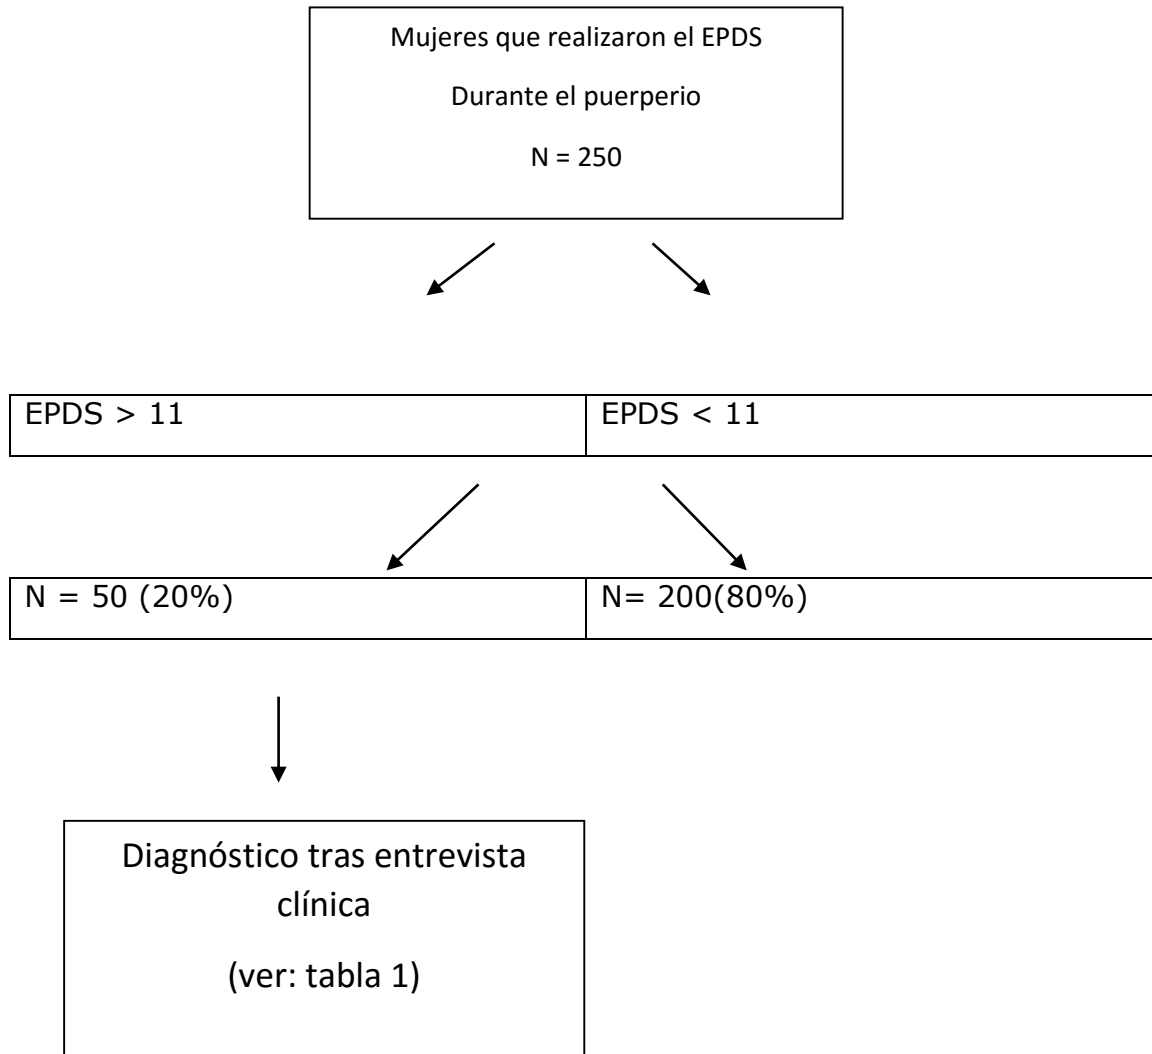 Mujeres que realizaron el EPDS
Durante el puerperio
N = 250
EPDS > 11
EPDS < 11
N = 50 (20%)
N= 200(80%)
Diagnóstico tras entrevista
clínica
(ver: tabla 1)